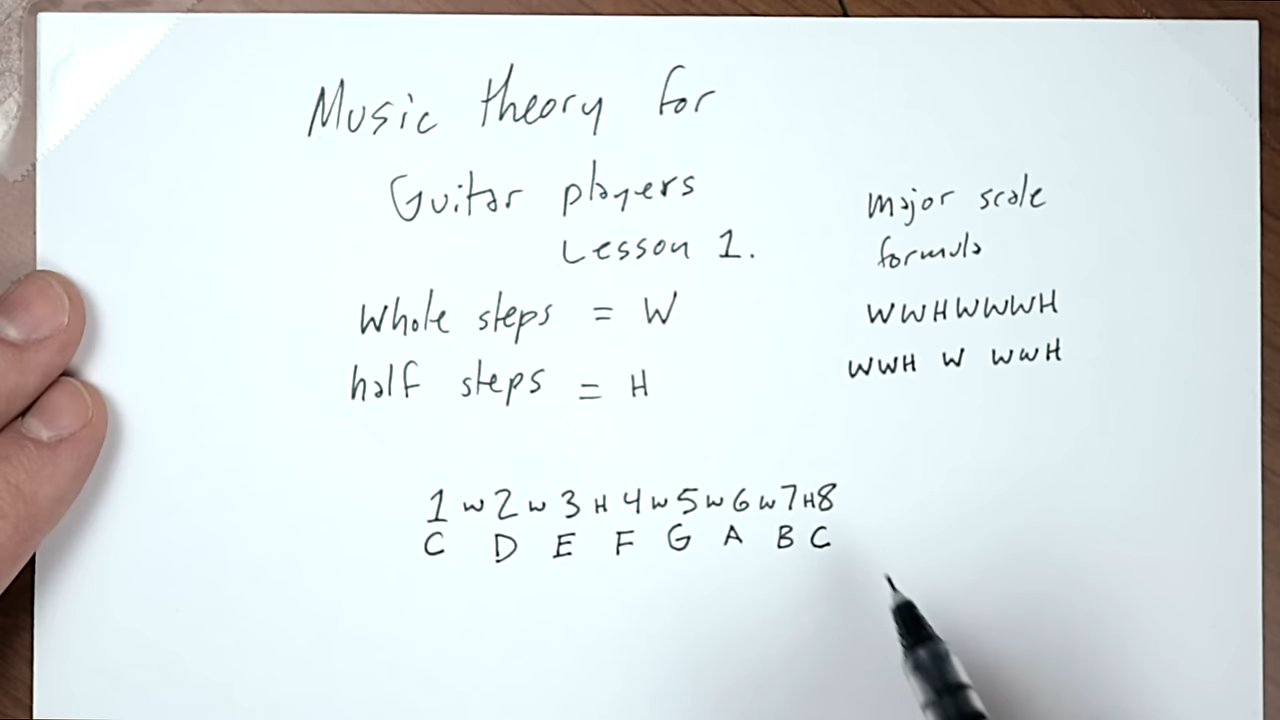 Music theory for
Guitar players
Lesson 1.
Whole steps = W
half steps = H
major scale
formula
WWHWWWH
WWH W WWH
1 W 2 W 3 H 4 W 5 W 6 W 7 H 8
C D E F G A B C